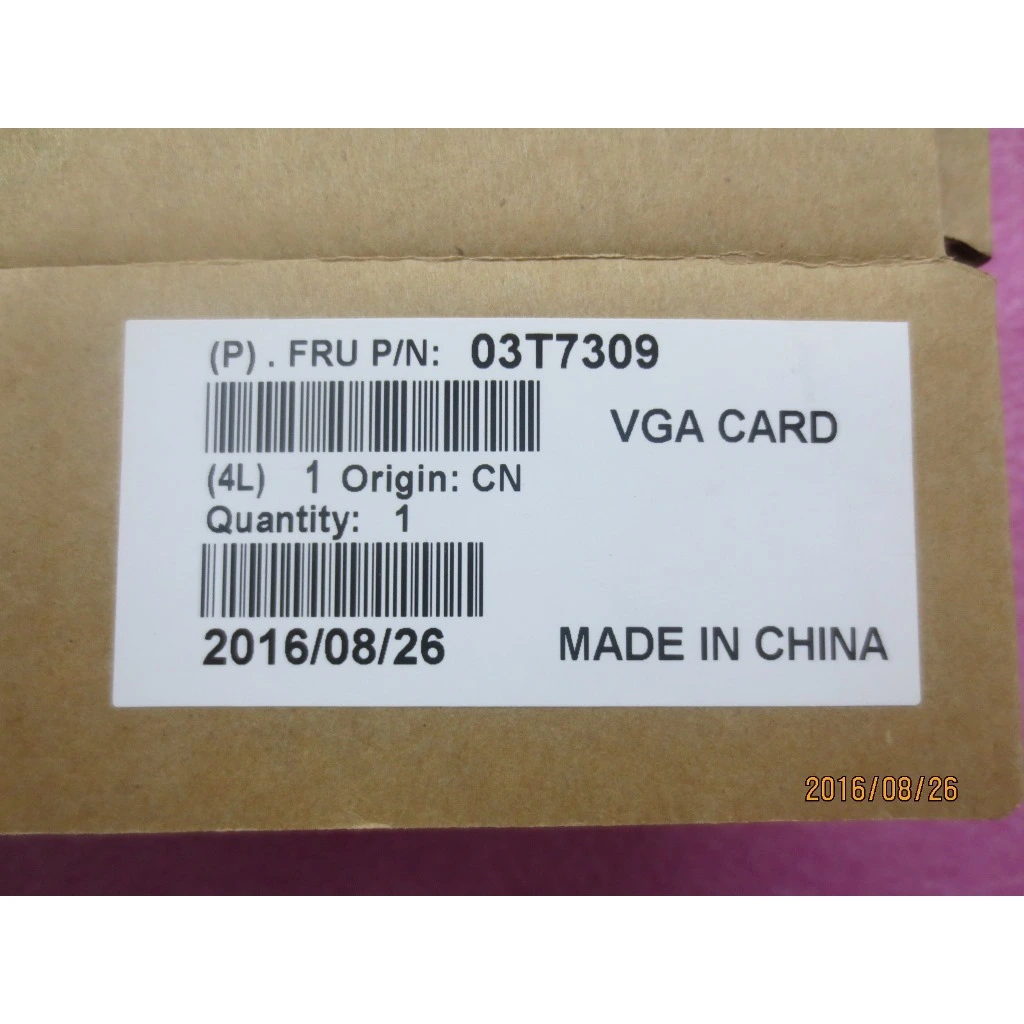 (P) . FRU P/N: 03T7309
VGA CARD
(4L) 1 Origin: CN
Quantity: 1
2016/08/26
MADE IN CHINA
2016/08/26